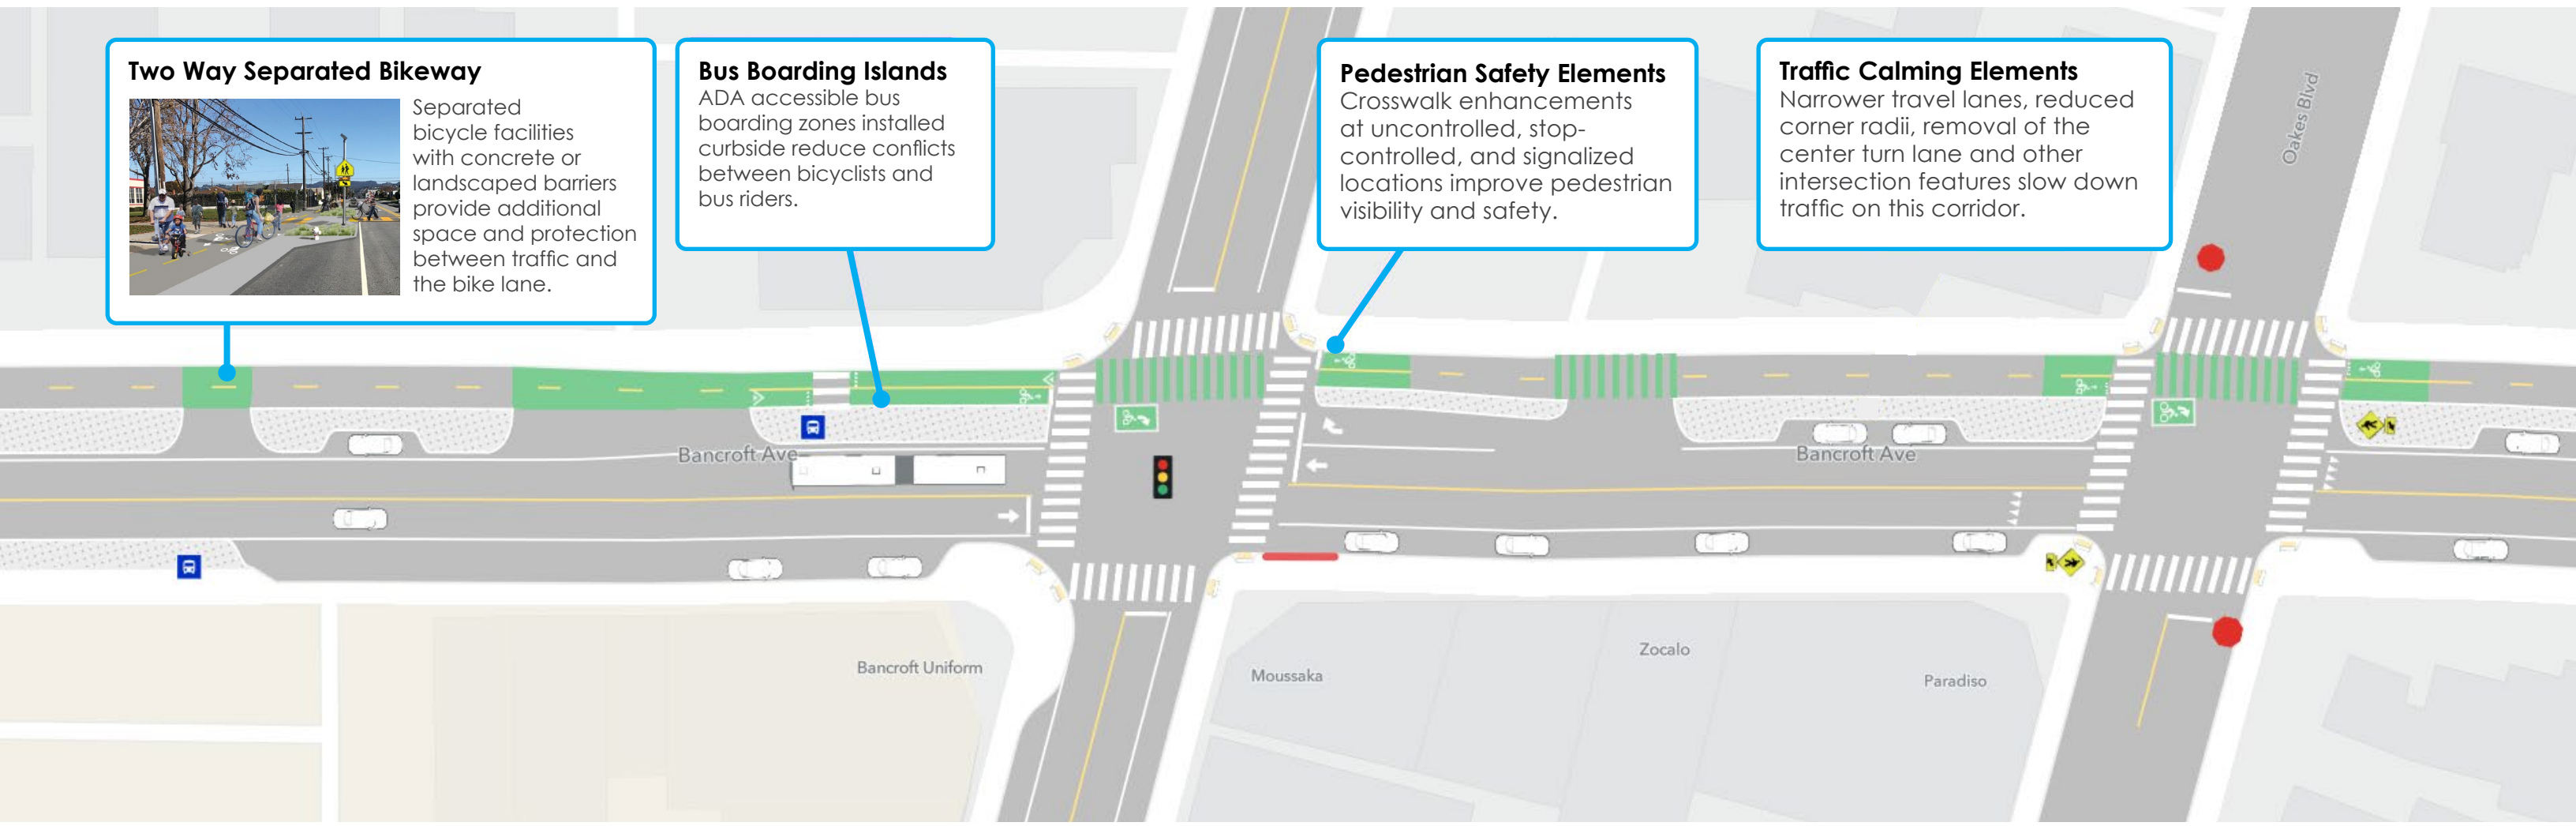 Two Way Separated Bikeway
Separated
bicycle facilities
with concrete or
landscaped barriers
provide additional
space and protection
between traffic and
the bike lane.
Bus Boarding Islands
ADA accessible bus
boarding zones installed
curbside reduce conflicts
between bicyclists and
bus riders.
Pedestrian Safety Elements
Crosswalk enhancements
at uncontrolled, stop-
controlled, and signalized
locations improve pedestrian
visibility and safety.
Traffic Calming Elements
Narrower travel lanes, reduced
corner radii, removal of the
center turn lane and other
intersection features slow down
traffic on this corridor.
Oakes Blvd
Bancroft Ave
Bancroft Ave
Bancroft Uniform
Moussaka
Zocalo
Paradiso